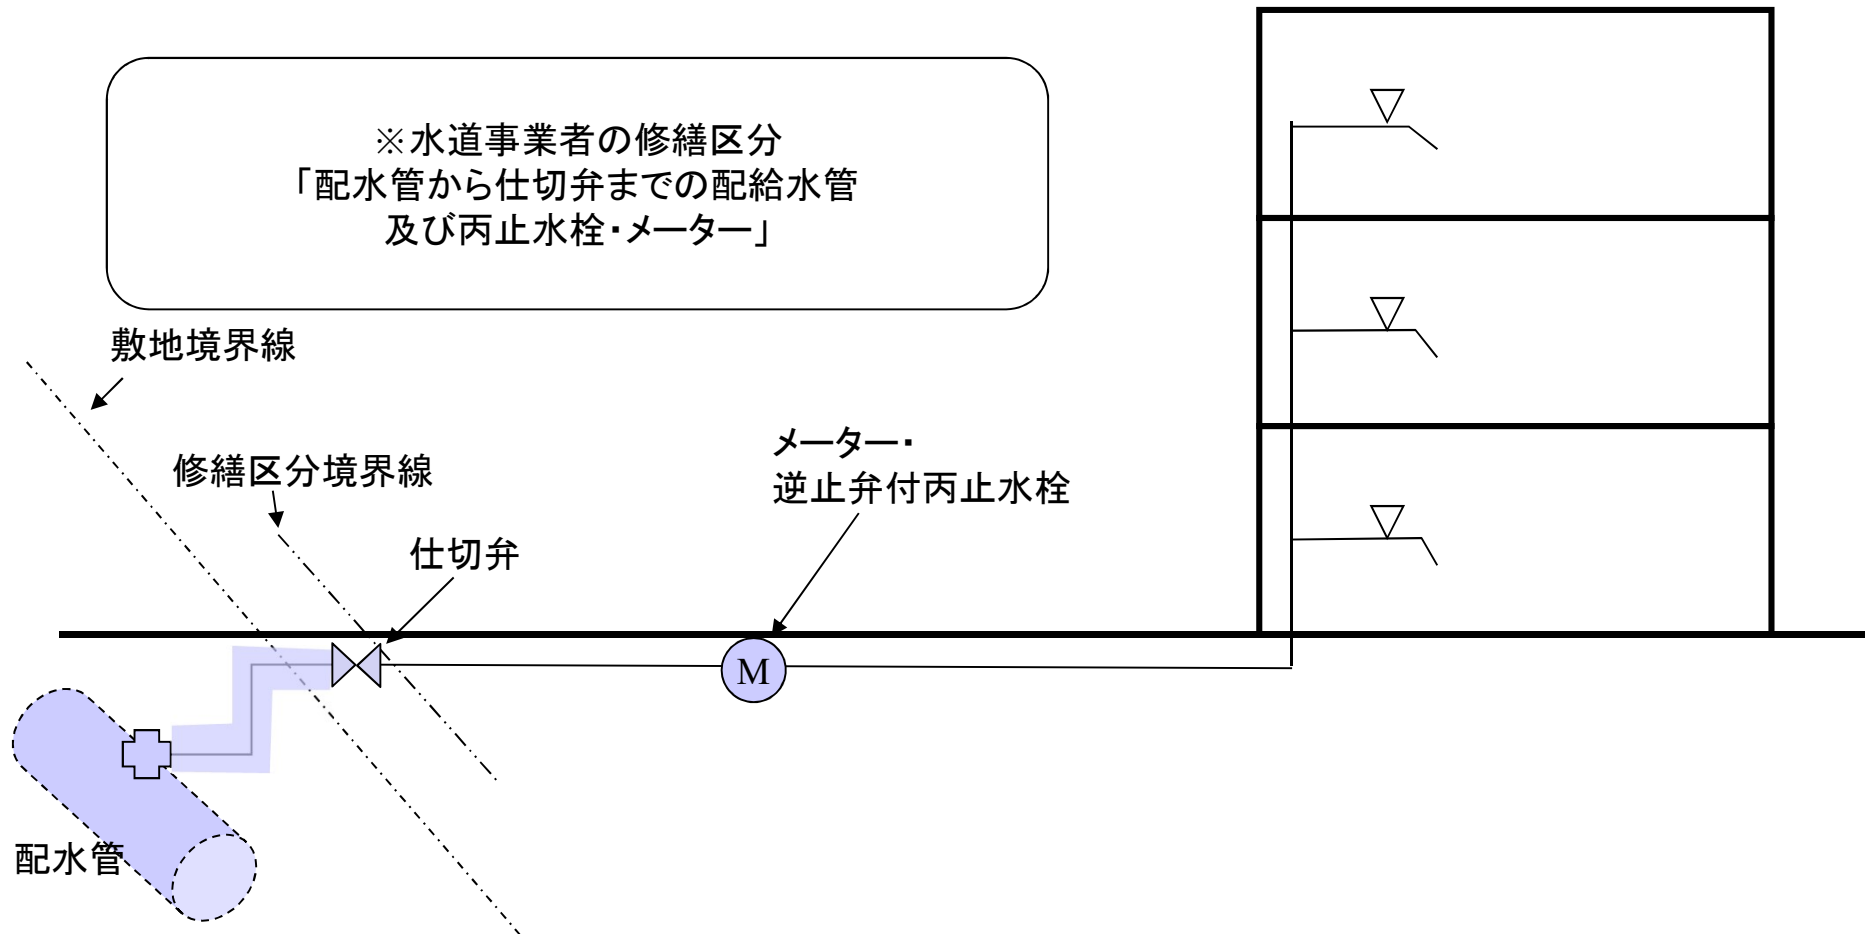 ※水道事業者の修繕区分
「配水管から仕切弁までの配給水管
及び丙止水栓・メーター」
敷地境界線
修繕区分境界線
仕切弁
メーター・
逆止弁付丙止水栓
M
配水管